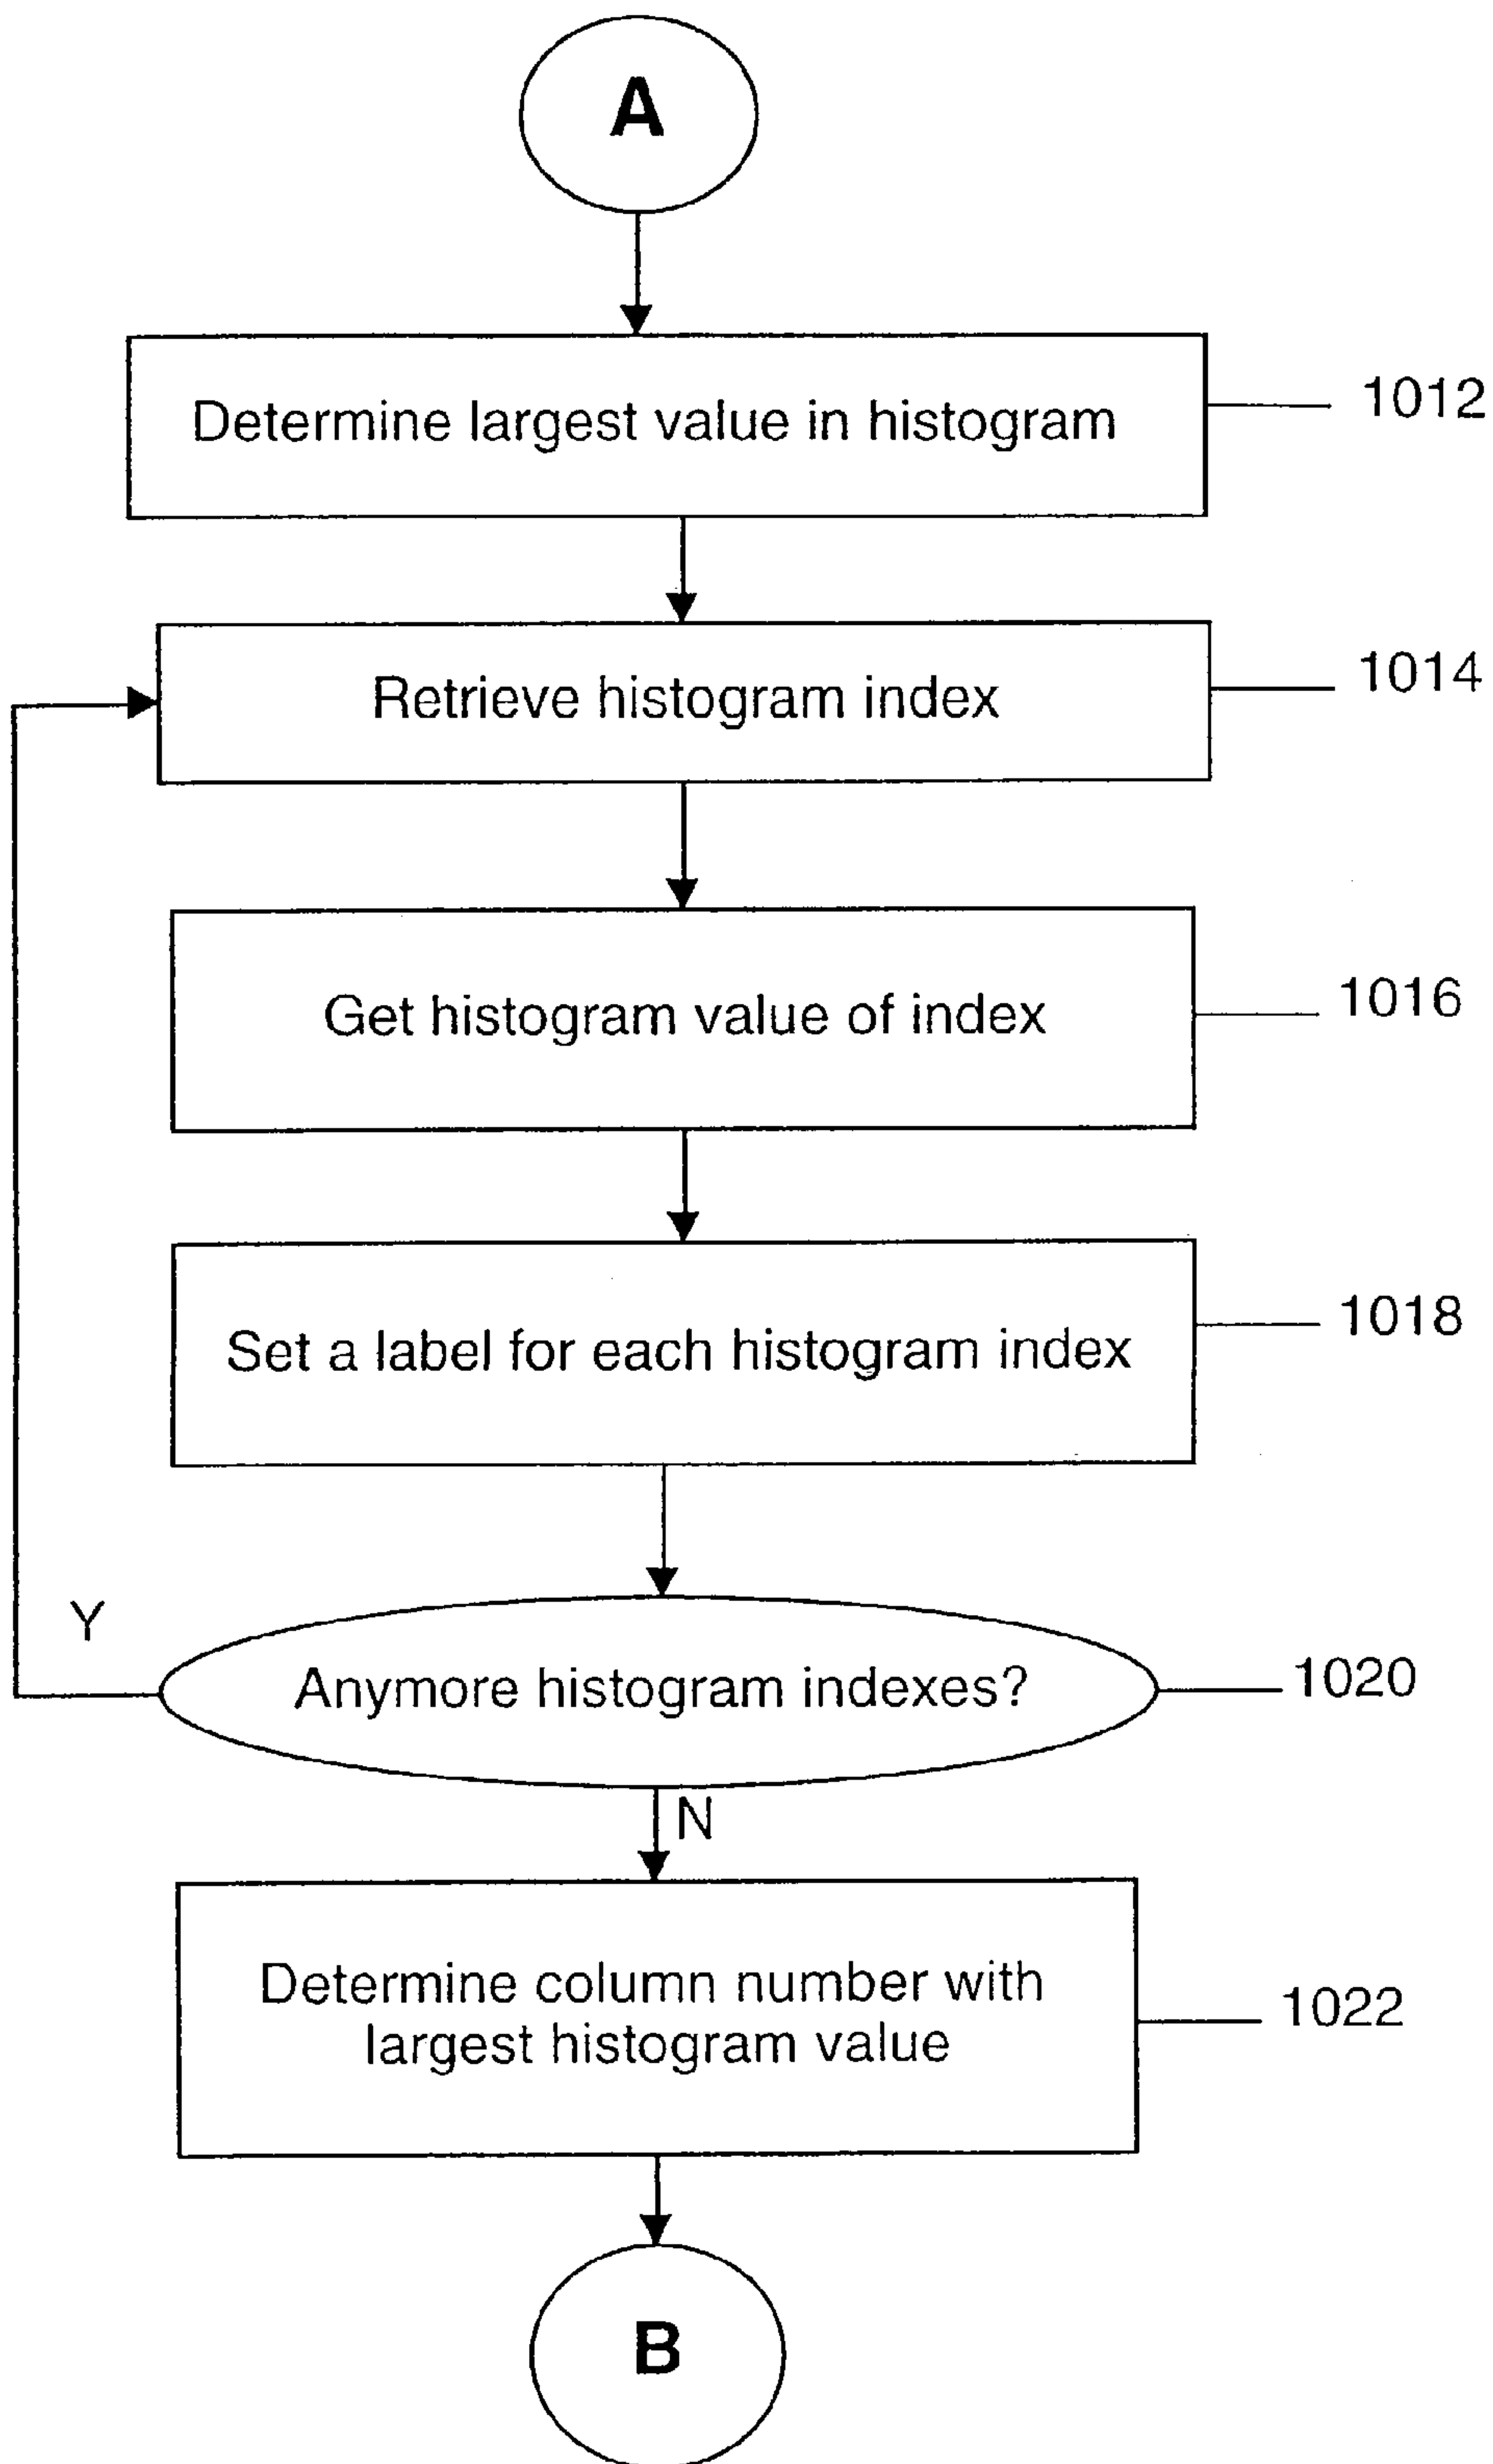 A
Determine largest value in histogram
1012
Retrieve histogram index
1014
Get histogram value of index
1016
Set a label for each histogram index
1018
Y
Anymore histogram indexes?
1020
N
Determine column number with
largest histogram value
1022
B